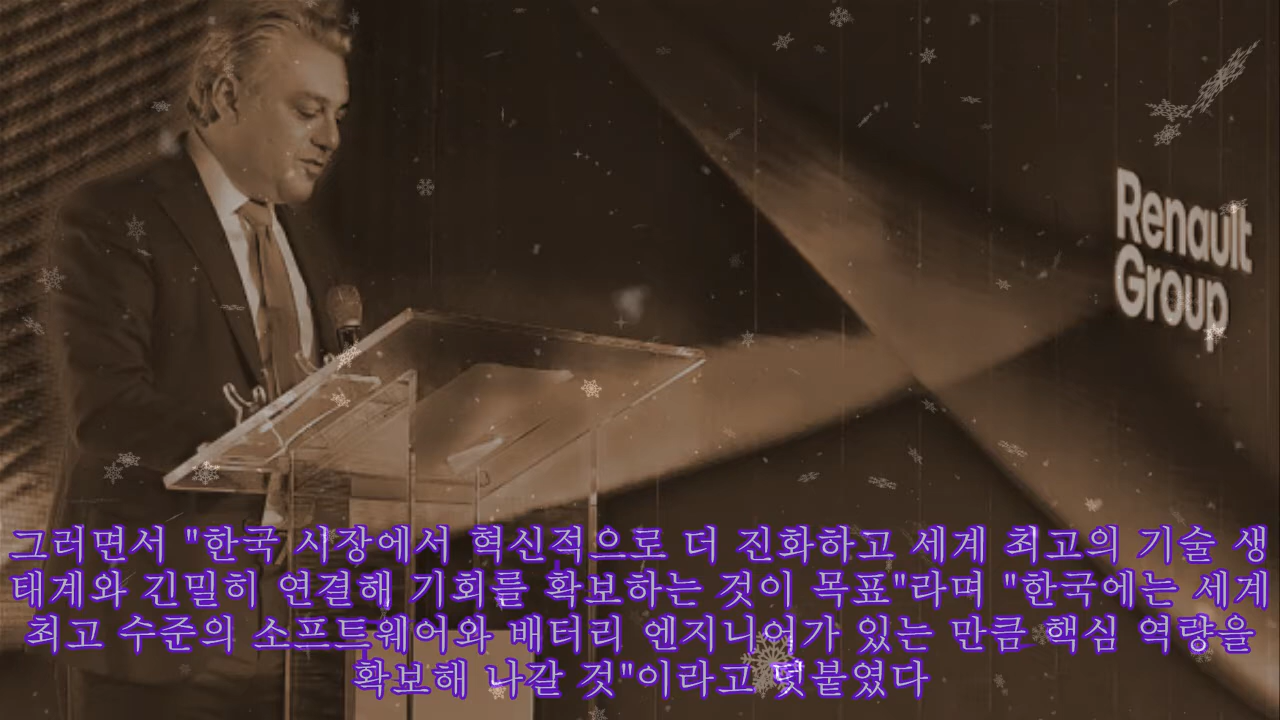 Renault
Group
그러면서 "한국 시장에서 혁신적으로 더 진화하고 세계 최고의 기술 생
태계와 긴밀히 연결해 기회를 확보하는 것이 목표"라며 "한국에는 세계
최고 수준의 소프트웨어와 배터리 엔지니어가 있는 만큼 핵심 역량을
확보해 나갈 것"이라고 덧붙였다